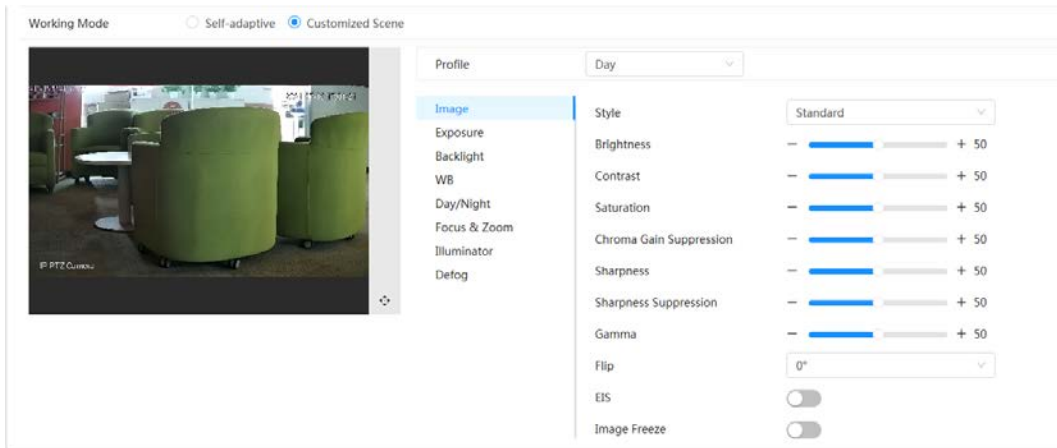 Working Mode Self-adaptive Customized Scene
Profile Day
Image
Exposure
Backlight
WB
Day/Night
Focus & Zoom
Illuminator
Defog
Style Standard
Brightness - + 50
Contrast - + 50
Saturation - + 50
Chroma Gain Suppression - + 50
Sharpness - + 50
Sharpness Suppression - + 50
Gamma - + 50
Flip 0°
EIS
Image Freeze
IP PTZ Camera